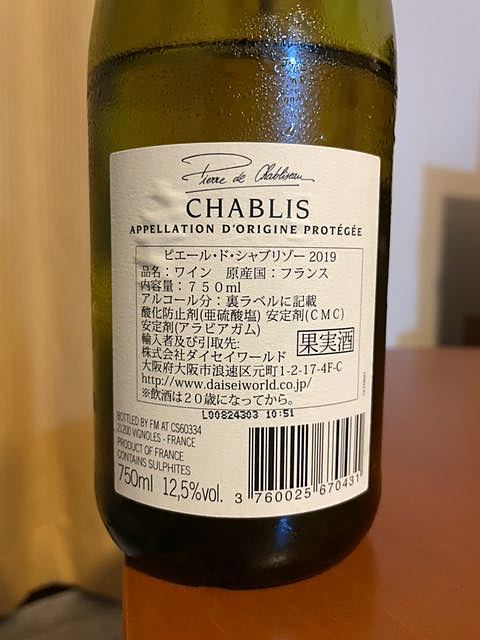 Pierre de Chabliseau
CHABLIS
APPELLATION D'ORIGINE PROTÉGÉE
ピエール・ド・シャブリゾー 2019
品名：ワイン 原産国：フランス
内容量：７５０ml
アルコール分：裏ラベルに記載
酸化防止剤(亜硫酸塩) 安定剤(ＣＭＣ)
安定剤(アラビアガム)
輸入者及び引取先:
果実酒
株式会社ダイセイワールド
大阪府大阪市浪速区元町1-2-17-4F-C
http://www.daiseiworld.co.jp/
※飲酒は２０歳になってから。
L00824303 10:51
BOTTLED BY FM AT CS60334
21200 VIGNOLES - FRANCE
PRODUCT OF FRANCE
CONTAINS SULPHITES
750ml 12,5%vol.
3 760025 670431